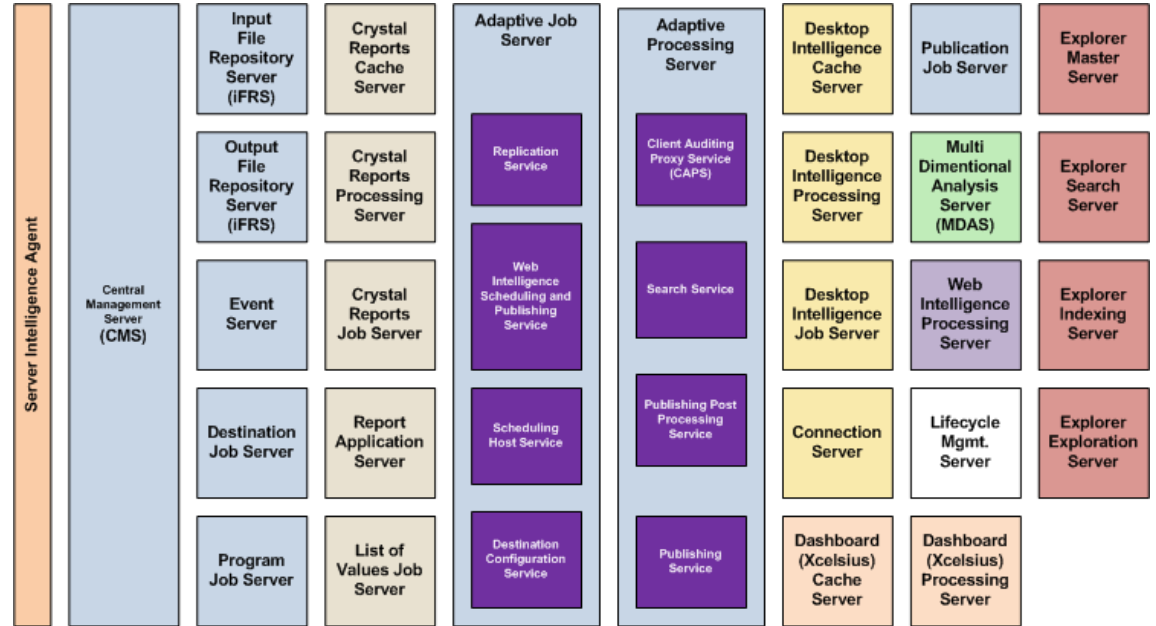 Server Intelligence Agent
Central
Management
Server
(CMS)
Input
File
Repository
Server
(iFRS)
Output
File
Repository
Server
(iFRS)
Event
Server
Destination
Job Server
Program
Job Server
Crystal
Reports
Cache
Server
Crystal
Reports
Processing
Server
Crystal
Reports
Job Server
Report
Application
Server
List of
Values Job
Server
Adaptive Job
Server
Replication
Service
Web
Intelligence
Scheduling and
Publishing
Service
Scheduling
Host Service
Destination
Configuration
Service
Adaptive
Processing
Server
Client Auditing
Proxy Service
(CAPS)
Search Service
Publishing Post
Processing
Service
Publishing
Service
Desktop
Intelligence
Cache
Server
Desktop
Intelligence
Processing
Server
Desktop
Intelligence
Job Server
Connection
Server
Dashboard
(Xcelsius)
Cache
Server
Publication
Job Server
Multi
Dimentional
Analysis
Server
(MDAS)
Web
Intelligence
Processing
Server
Lifecycle
Mgmt.
Server
Dashboard
(Xcelsius)
Processing
Server
Explorer
Master
Server
Explorer
Search
Server
Explorer
Indexing
Server
Explorer
Exploration
Server